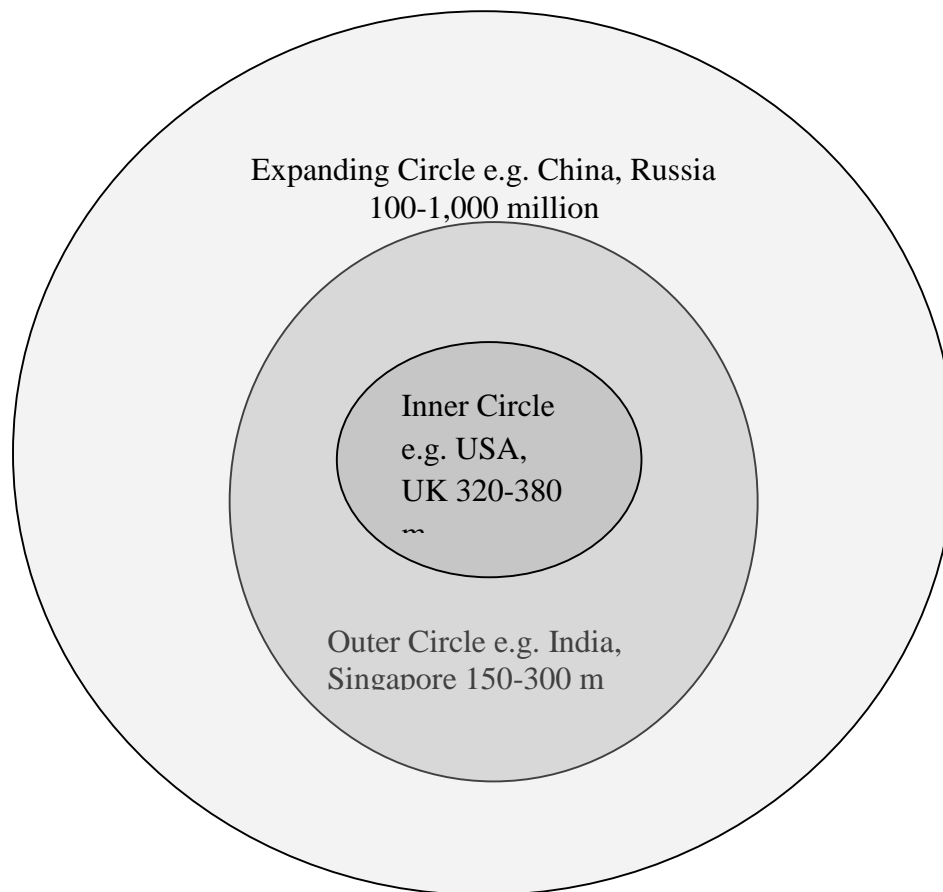 Expanding Circle e.g. China, Russia
100-1,000 million
Inner Circle
e.g. USA,
UK 320-380
Outer Circle e.g. India,
Singapore 150-300 m